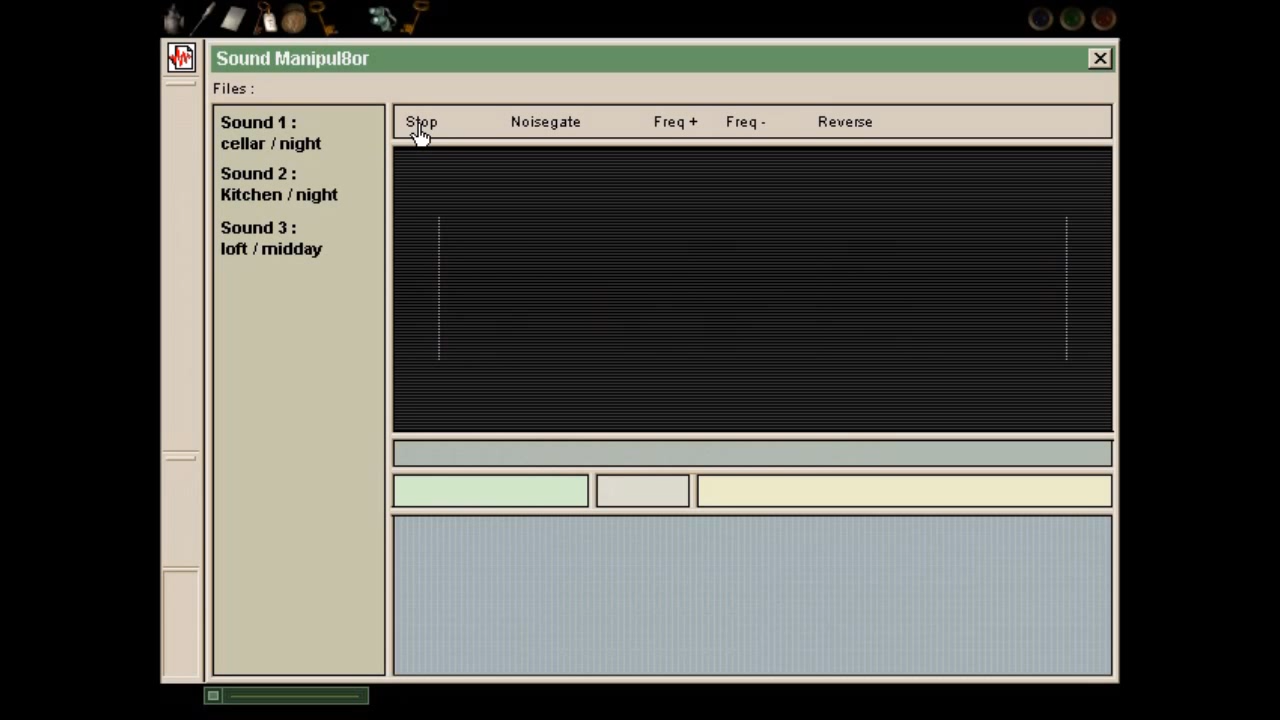 Sound Manipul8or
Files :
Sound 1 :
cellar / night
Sound 2 :
Kitchen / night
Sound 3 :
loft / midday
Stop Noisegate Freq + Freq - Reverse